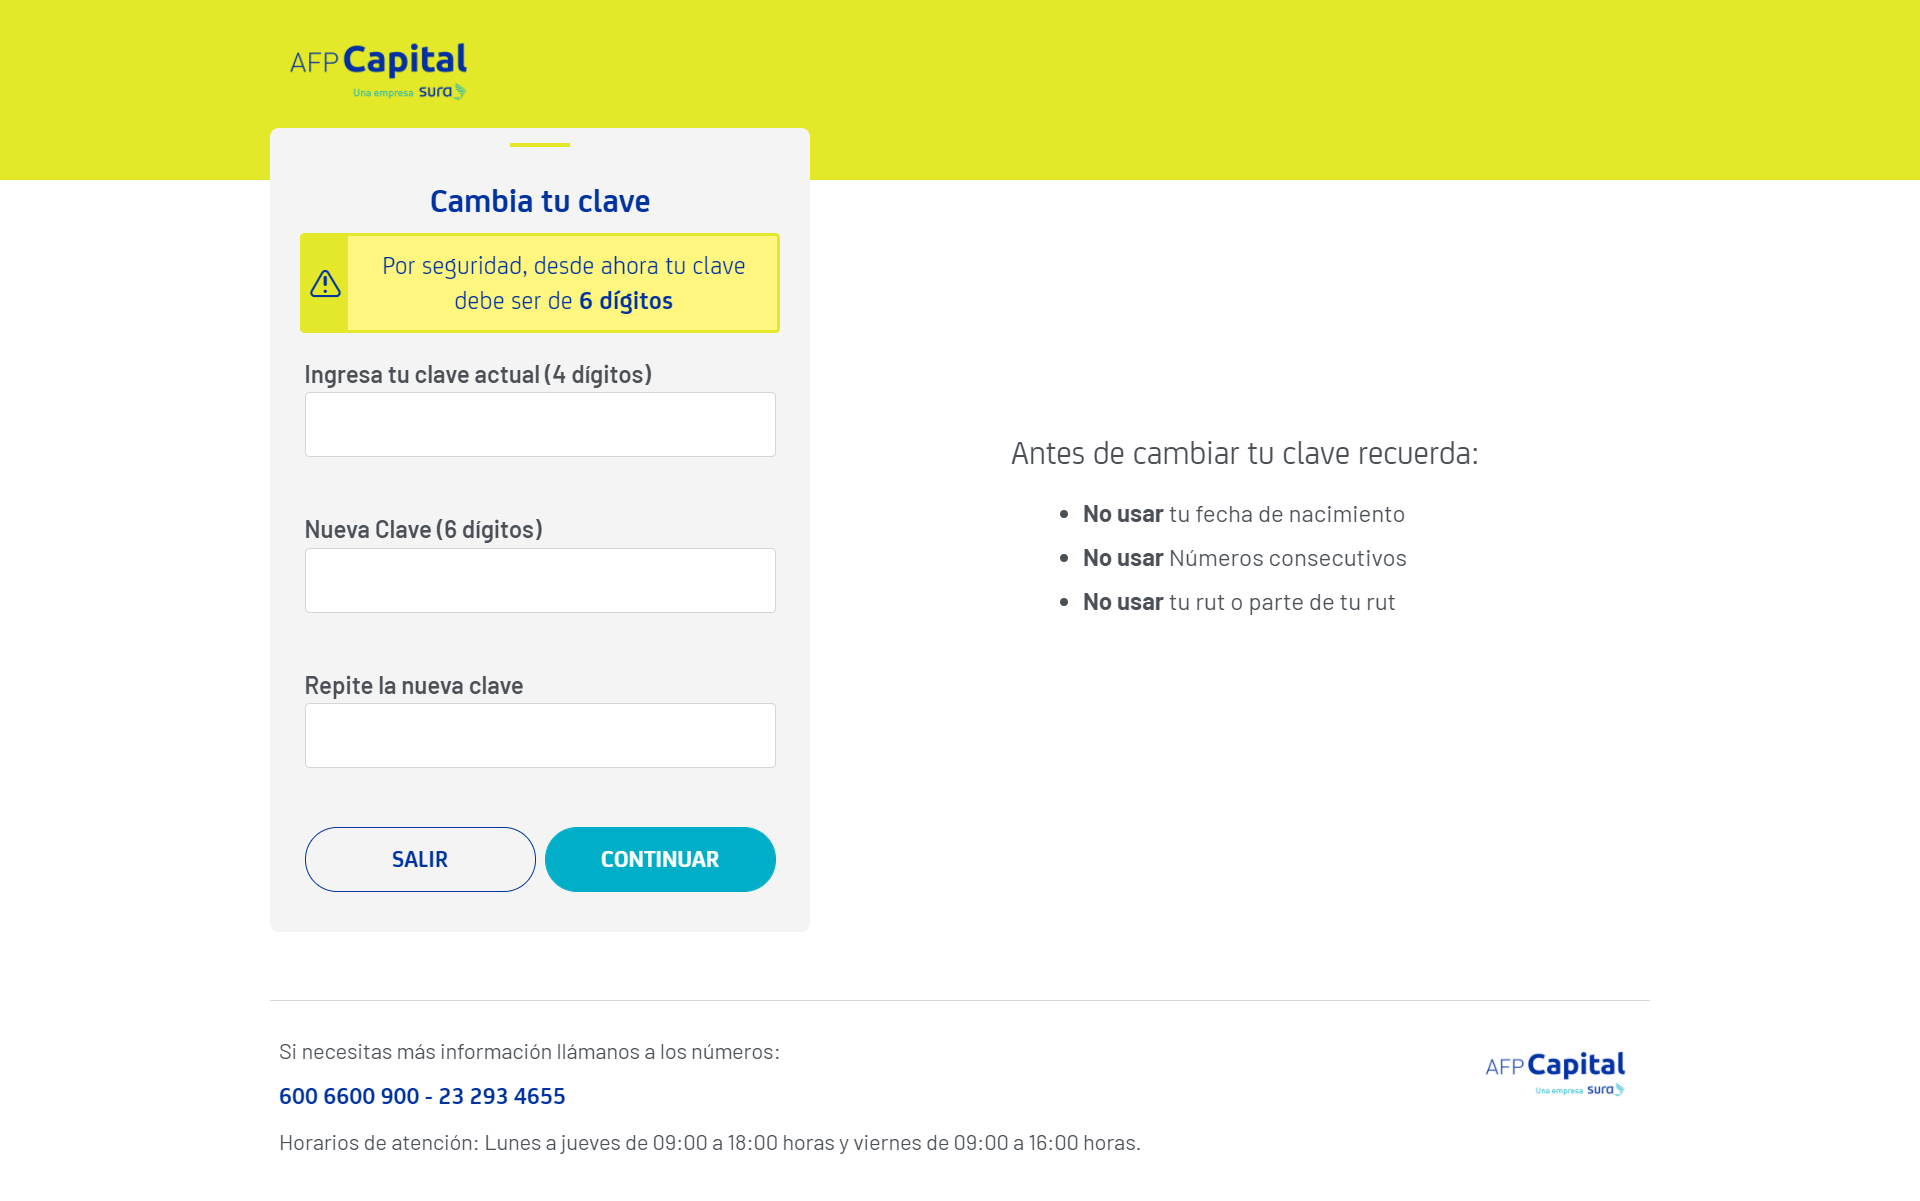 AFP Capital
Una empresa sura
Cambia tu clave
Por seguridad, desde ahora tu clave
debe ser de 6 dígitos
Ingresa tu clave actual (4 dígitos)
Nueva Clave (6 dígitos)
Repite la nueva clave
SALIR
CONTINUAR
Antes de cambiar tu clave recuerda:
• No usar tu fecha de nacimiento
• No usar Números consecutivos
• No usar tu rut o parte de tu rut
Si necesitas más información llámanos a los números:
600 6600 900 - 23 293 4655
Horarios de atención: Lunes a jueves de 09:00 a 18:00 horas y viernes de 09:00 a 16:00 horas.
AFP Capital
Una empresa sura